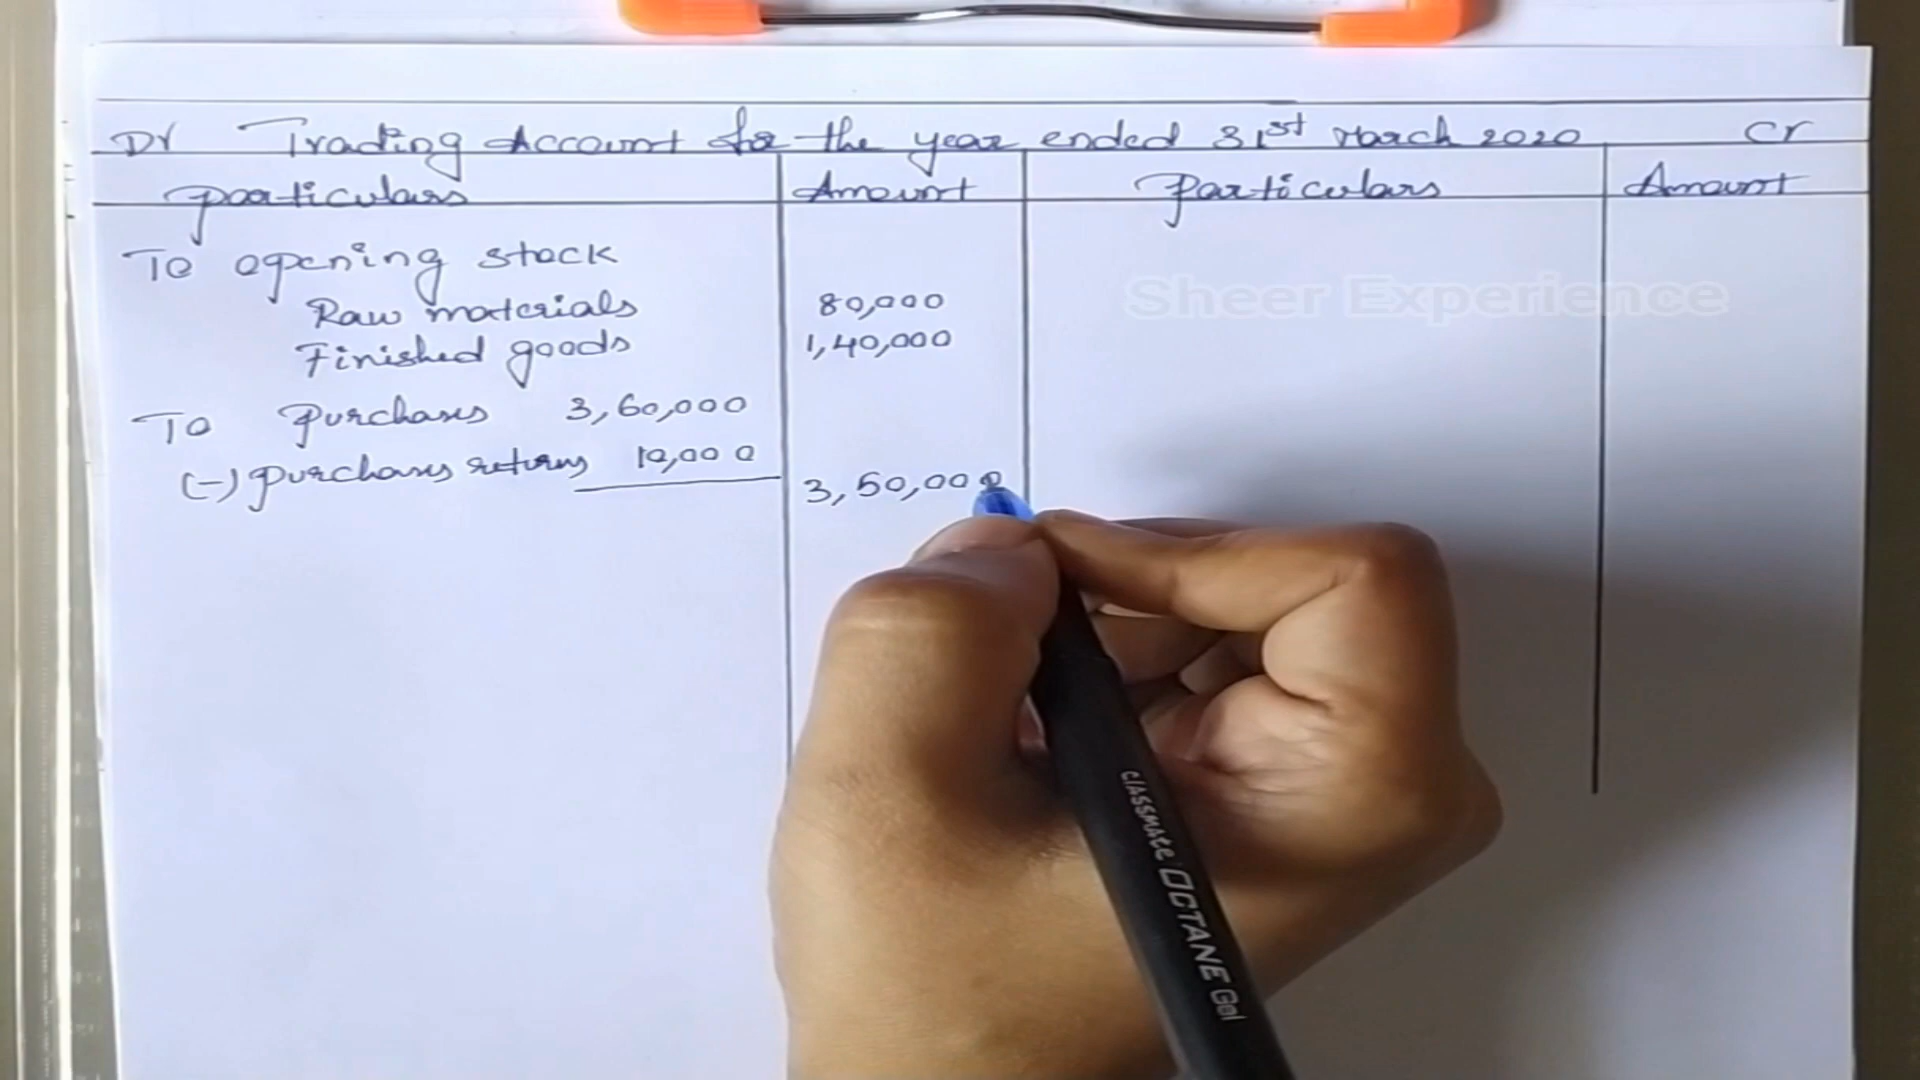 Dr Trading Account for the year ended 31st March 2020 Cr
Particulars Amount Particulars Amount
To opening stock
Raw materials 80,000
Finished goods 1,40,000
To Purchases 3,60,000
(-) Purchases returns 10,000 3,50,000
Sheer Experience
classmate OCTANE Gel